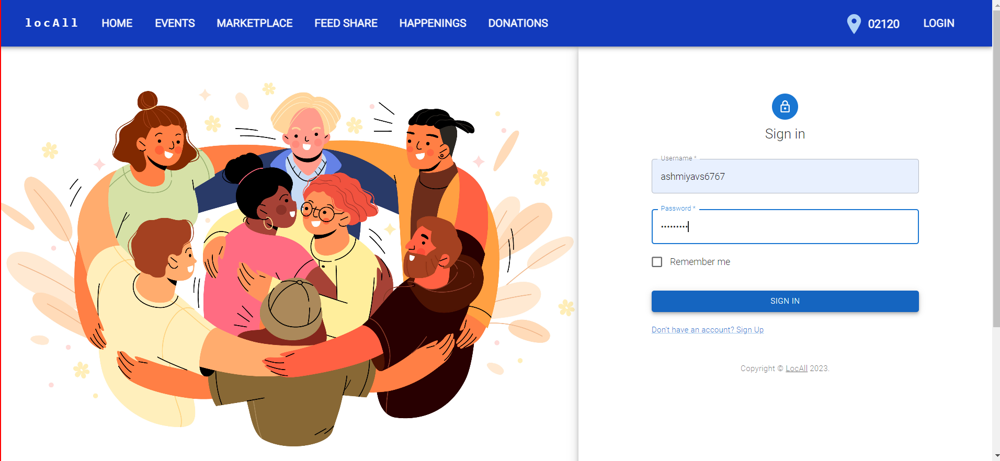 locAll HOME EVENTS MARKETPLACE FEED SHARE HAPPENINGS DONATIONS 02120 LOGIN
Sign in
Username *
ashmiyavs6767
Password *
•••••••••
Remember me
SIGN IN
Don't have an account? Sign Up
Copyright © LocAll 2023.